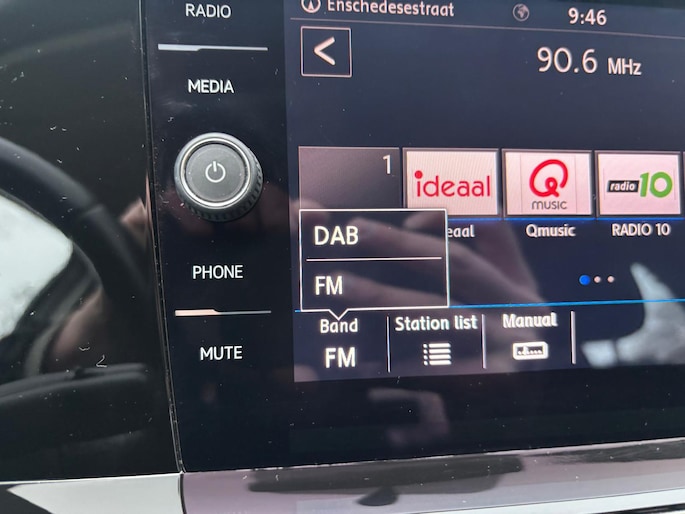 RADIO
Enschedesestraat
9:46
MEDIA
<
90.6 MHz
1
ideaal
Q
MUSIC
radio 10
DAB
eaal
Qmusic
RADIO 10
PHONE
FM
Band
Station list
Manual
MUTE
FM